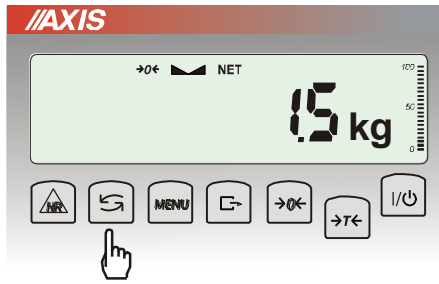 //AXIS
→0← NET
100
50
0
1.5 kg
HR MENU →0← →T← I/⏻